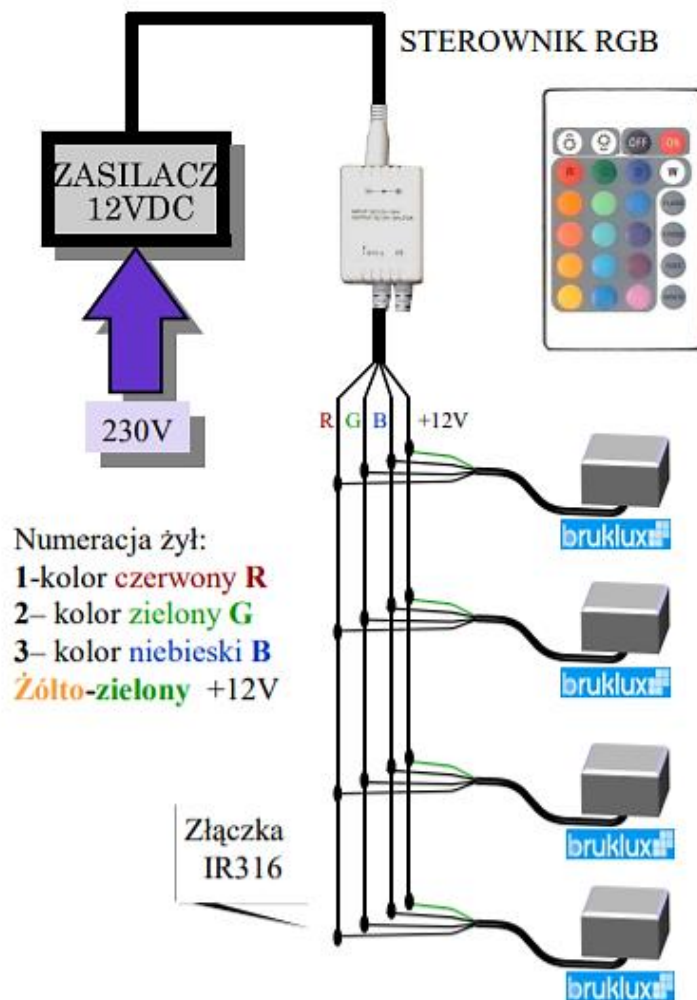 STEROWNIK RGB
ZASILACZ
12VDC
OFF
ON
R
W
230V
R G B +12V
bruklux
Numeracja żył:
1-kolor czerwony R
2– kolor zielony G
3– kolor niebieski B
Żółto-zielony +12V
bruklux
Złączka
IR316
bruklux
bruklux